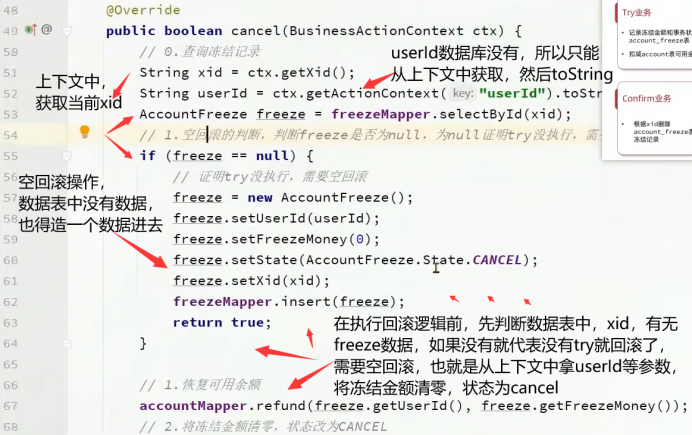 48 @Override
49 public boolean cancel(BusinessActionContext ctx) {
50 // 0.查询冻结记录
51 String xid = ctx.getXid();
52 String userId = ctx.getActionContext( key: "userId").toSt
53 AccountFreeze freeze = freezeMapper.selectById(xid);
54 // 1.空回滚的判断，判断freeze是否为null，为null证明try没执行，需
55 if (freeze == null) {
56 // 证明try没执行，需要空回滚
57 freeze = new AccountFreeze();
58 freeze.setUserId(userId);
59 freeze.setFreezeMoney(0);
60 freeze.setState(AccountFreeze.State.CANCEL);
61 freeze.setXid(xid);
62 freezeMapper.insert(freeze);
63 return true;
64 }
65
66 // 1.恢复可用余额
67 accountMapper.refund(freeze.getUserId(), freeze.getFreezeMoney());
68 // 2.将冻结金额清零，状态改为CANCEL
userId数据库没有，所以只能
从上下文中获取，然后toString
上下文中，
获取当前xid
空回滚操作，
数据表中没有数据，
也得造一个数据进去
在执行回滚逻辑前，先判断数据表中，xid，有无
freeze数据，如果没有就代表没有try就回滚了，
需要空回滚，也就是从上下文中拿userId等参数，
将冻结金额清零，状态为cancel
Try业务
• 记录冻结金额和事务状
account_freeze表
• 扣减account表可用金
Confirm业务
• 根据xid删除
account_freeze表
冻结记录